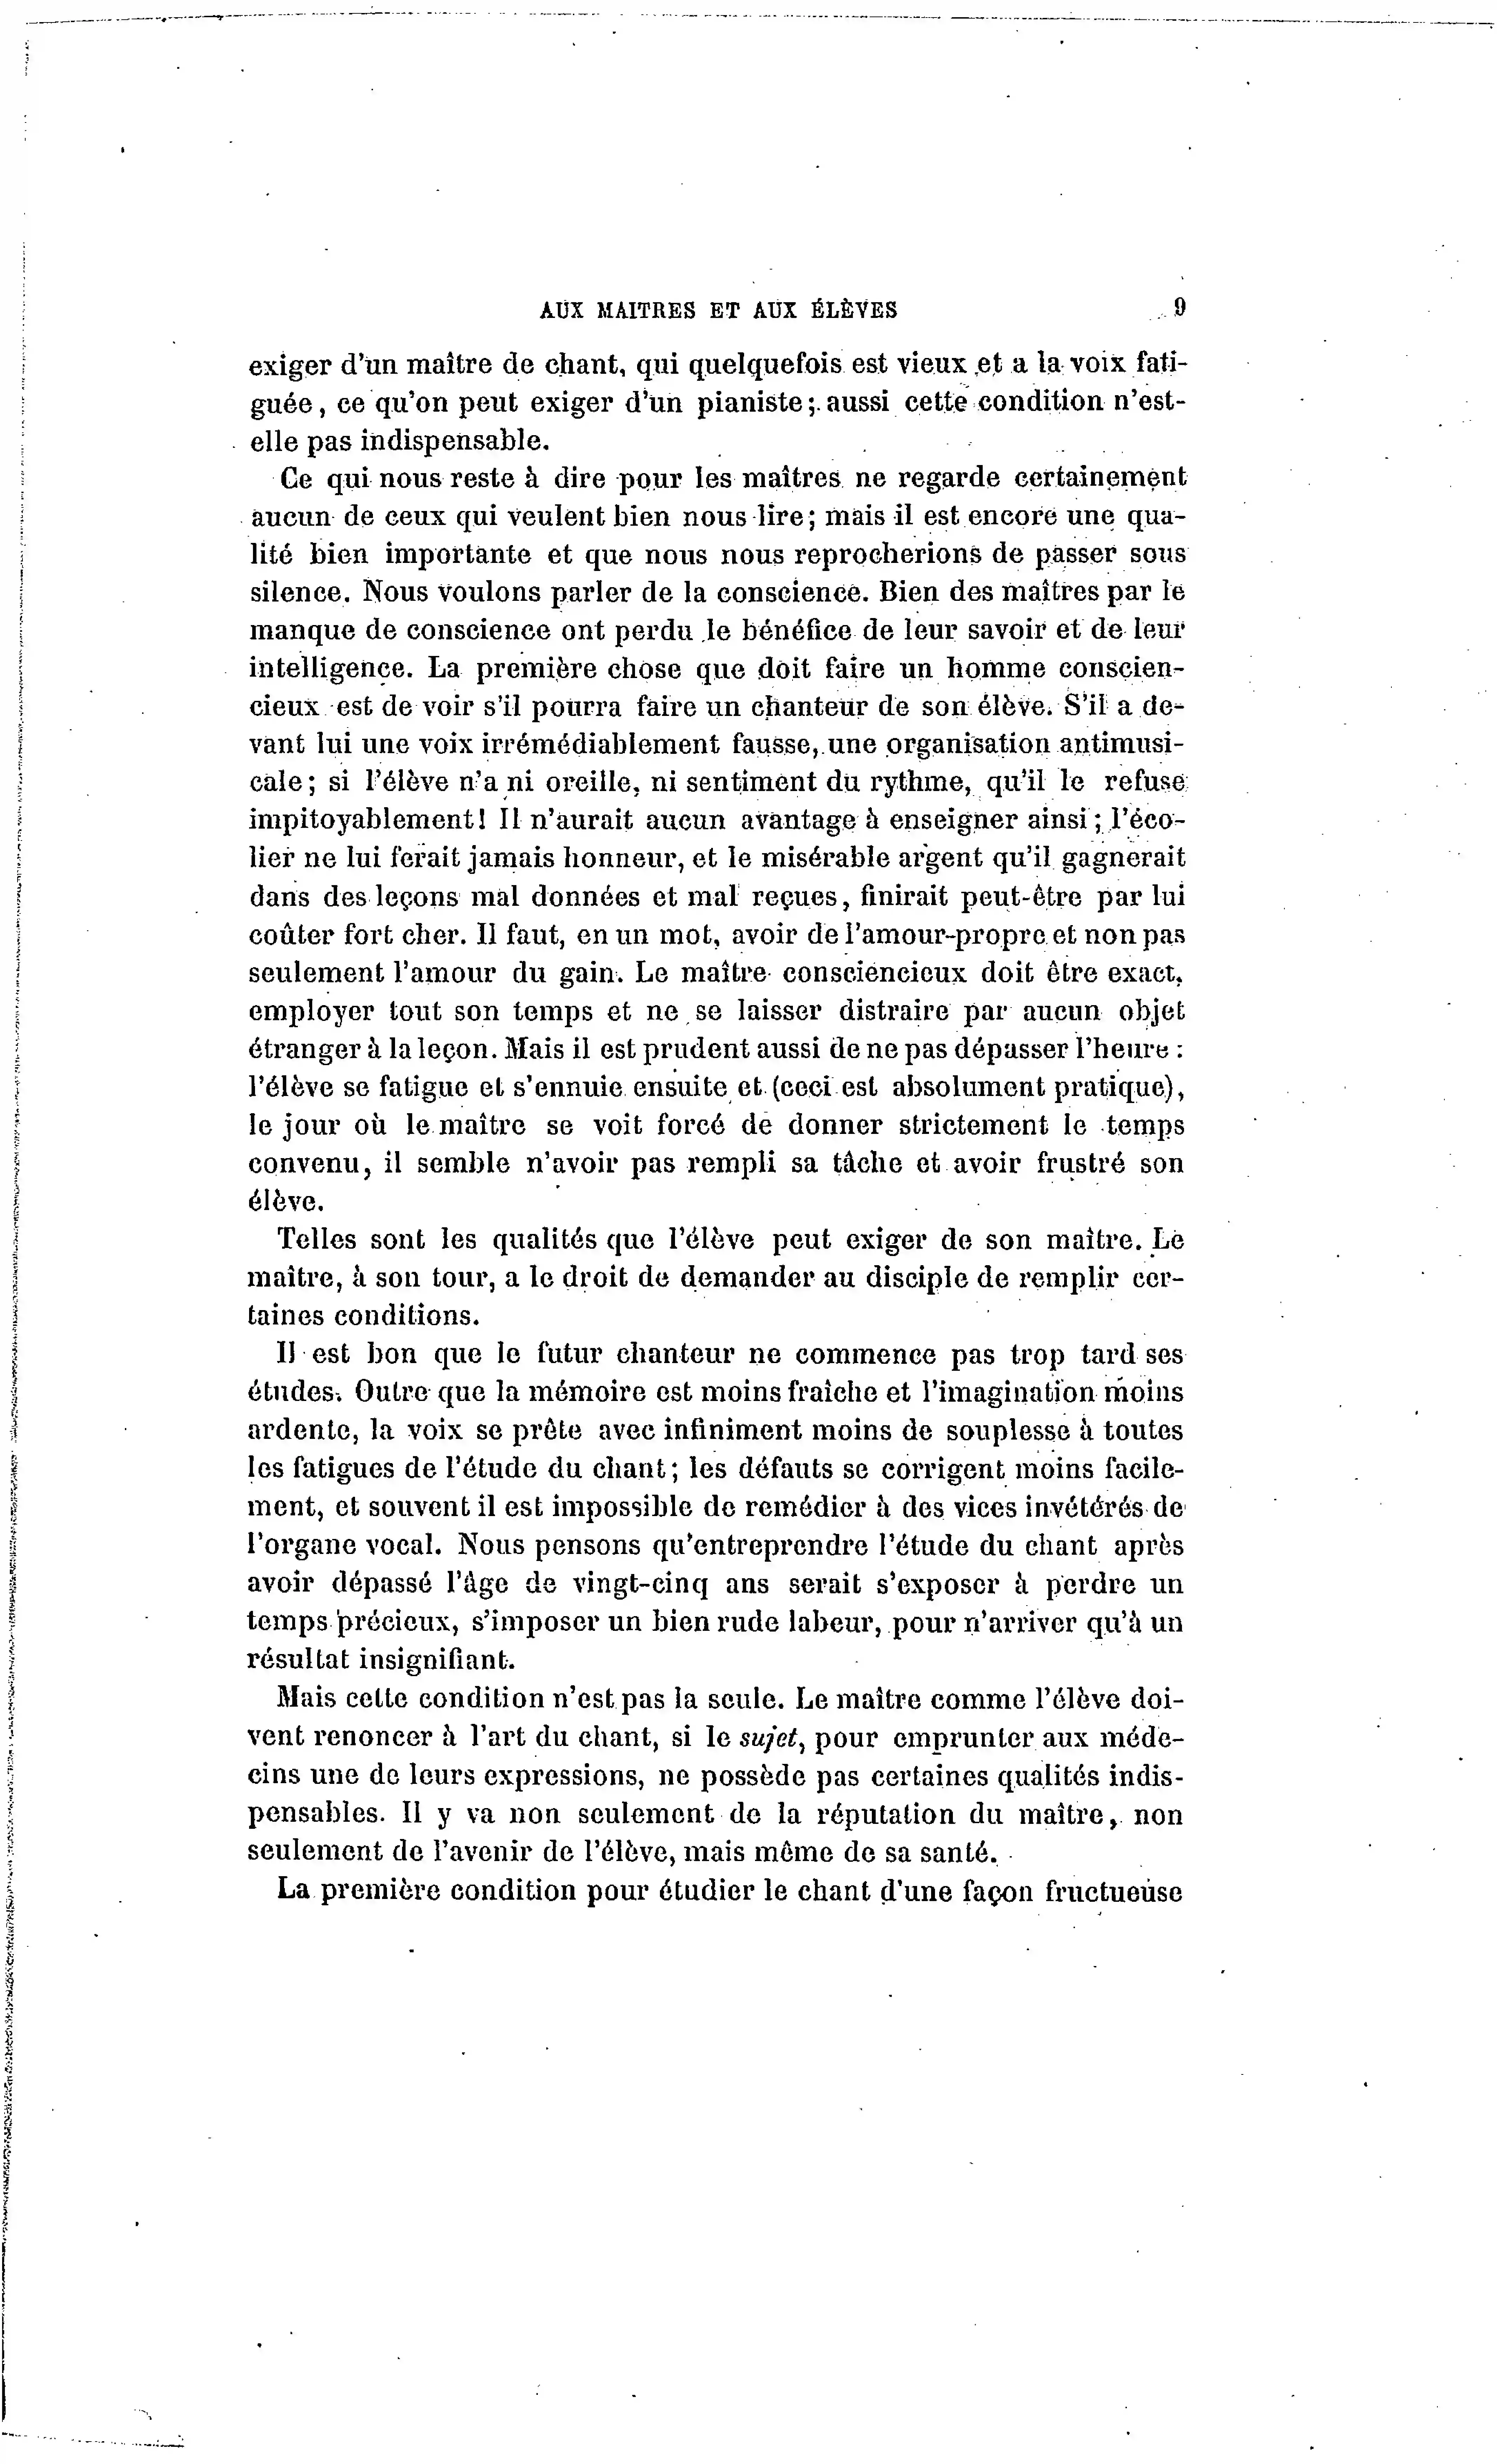 AUX MAITRES ET AUX ÉLÈVES 9
exiger d'un maître de chant, qui quelquefois est vieux et a la voix fati-
guée, ce qu'on peut exiger d'un pianiste; aussi cette condition n'est-
elle pas indispensable.
Ce qui nous reste à dire pour les maîtres ne regarde certainement
aucun de ceux qui veulent bien nous lire; mais il est encore une qua-
lité bien importante et que nous nous reprocherions de passer sous
silence. Nous voulons parler de la conscience. Bien des maîtres par le
manque de conscience ont perdu le bénéfice de leur savoir et de leur
intelligence. La première chose que doit faire un homme conscien-
cieux est de voir s'il pourra faire un chanteur de son élève. S'il a de-
vant lui une voix irrémédiablement fausse, une organisation antimusi-
cale; si l'élève n'a ni oreille, ni sentiment du rythme, qu'il le refuse
impitoyablement! Il n'aurait aucun avantage à enseigner ainsi; l'éco-
lier ne lui ferait jamais honneur, et le misérable argent qu'il gagnerait
dans des leçons mal données et mal reçues, finirait peut-être par lui
coûter fort cher. Il faut, en un mot, avoir de l'amour-propre et non pas
seulement l'amour du gain. Le maître consciencieux doit être exact,
employer tout son temps et ne se laisser distraire par aucun objet
étranger à la leçon. Mais il est prudent aussi de ne pas dépasser l'heure :
l'élève se fatigue et s'ennuie ensuite et (ceci est absolument pratique),
le jour où le maître se voit forcé de donner strictement le temps
convenu, il semble n'avoir pas rempli sa tâche et avoir frustré son
élève.
Telles sont les qualités que l'élève peut exiger de son maître. Le
maître, à son tour, a le droit de demander au disciple de remplir cer-
taines conditions.
Il est bon que le futur chanteur ne commence pas trop tard ses
études. Outre que la mémoire est moins fraîche et l'imagination moins
ardente, la voix se prête avec infiniment moins de souplesse à toutes
les fatigues de l'étude du chant; les défauts se corrigent moins facile-
ment, et souvent il est impossible de remédier à des vices invétérés de
l'organe vocal. Nous pensons qu'entreprendre l'étude du chant après
avoir dépassé l'âge de vingt-cinq ans serait s'exposer à perdre un
temps précieux, s'imposer un bien rude labeur, pour n'arriver qu'à un
résultat insignifiant.
Mais cette condition n'est pas la seule. Le maître comme l'élève doi-
vent renoncer à l'art du chant, si le sujet, pour emprunter aux méde-
cins une de leurs expressions, ne possède pas certaines qualités indis-
pensables. Il y va non seulement de la réputation du maître, non
seulement de l'avenir de l'élève, mais même de sa santé.
La première condition pour étudier le chant d'une façon fructueuse